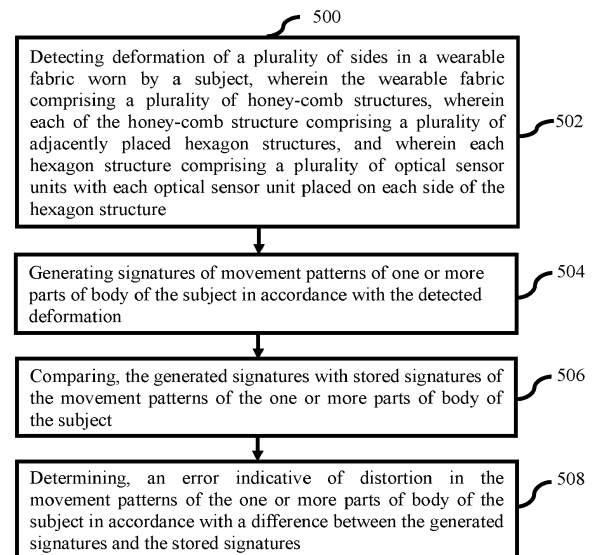 500
Detecting deformation of a plurality of sides in a wearable
fabric worn by a subject, wherein the wearable fabric
comprising a plurality of honey-comb structures, wherein
each of the honey-comb structure comprising a plurality of
adjacently placed hexagon structures, and wherein each
hexagon structure comprising a plurality of optical sensor
units with each optical sensor unit placed on each side of the
hexagon structure
502
Generating signatures of movement patterns of one or more
parts of body of the subject in accordance with the detected
deformation
504
Comparing, the generated signatures with stored signatures of
the movement patterns of the one or more parts of body of
the subject
506
Determining, an error indicative of distortion in the
movement patterns of the one or more parts of body of the
subject in accordance with a difference between the generated
signatures and the stored signatures
508